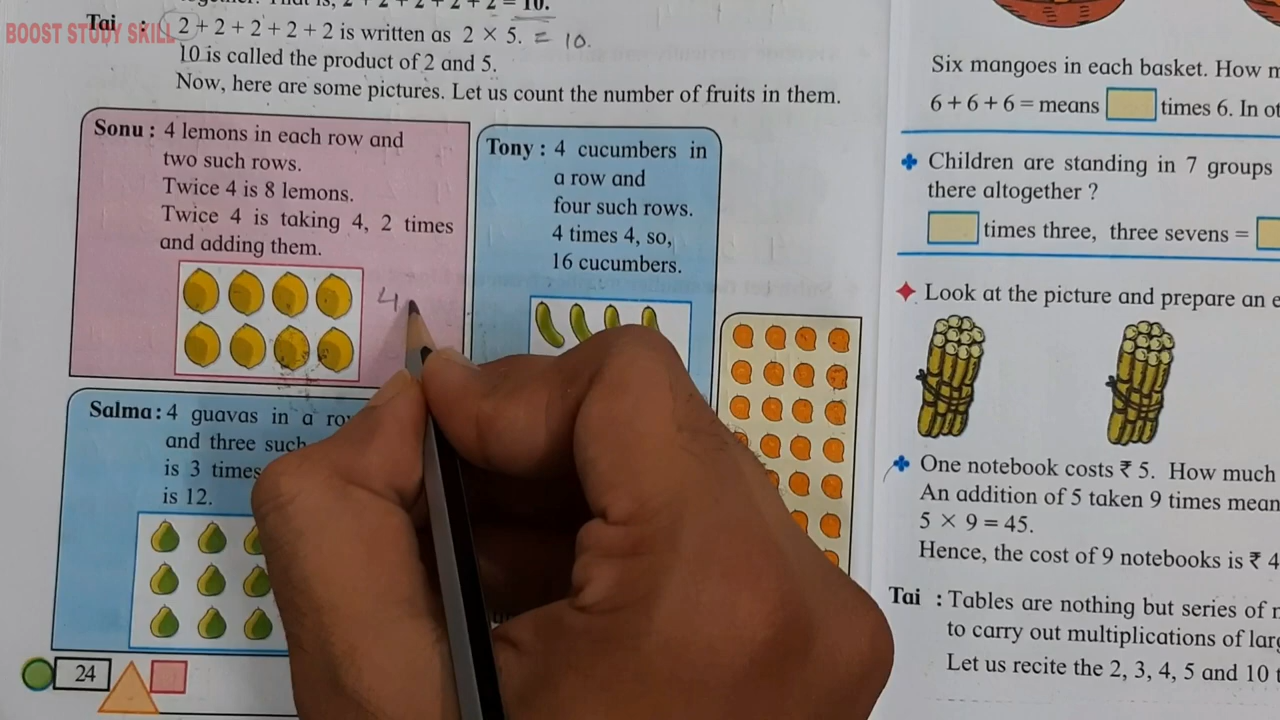 2 + 2 + 2 + 2 + 2 = 10.
BOOST STUDY SKILL
Tai : 2 + 2 + 2 + 2 + 2 is written as 2 × 5. = 10.
10 is called the product of 2 and 5.
Now, here are some pictures. Let us count the number of fruits in them.
Sonu : 4 lemons in each row and
two such rows.
Twice 4 is 8 lemons.
Twice 4 is taking 4, 2 times
and adding them.
4
Tony : 4 cucumbers in
a row and
four such rows.
4 times 4, so,
16 cucumbers.
Salma : 4 guavas in a
and three such
is 3 times
is 12.
24
Six mangoes in each basket. How
6 + 6 + 6 = means times 6. In
Children are standing in 7 groups
there altogether ?
times three, three sevens =
Look at the picture and prepare an
One notebook costs ₹ 5. How much
An addition of 5 taken 9 times
5 × 9 = 45.
Hence, the cost of 9 notebooks is ₹ 4
Tai : Tables are nothing but series of
to carry out multiplications of
Let us recite the 2, 3, 4, 5 and 10